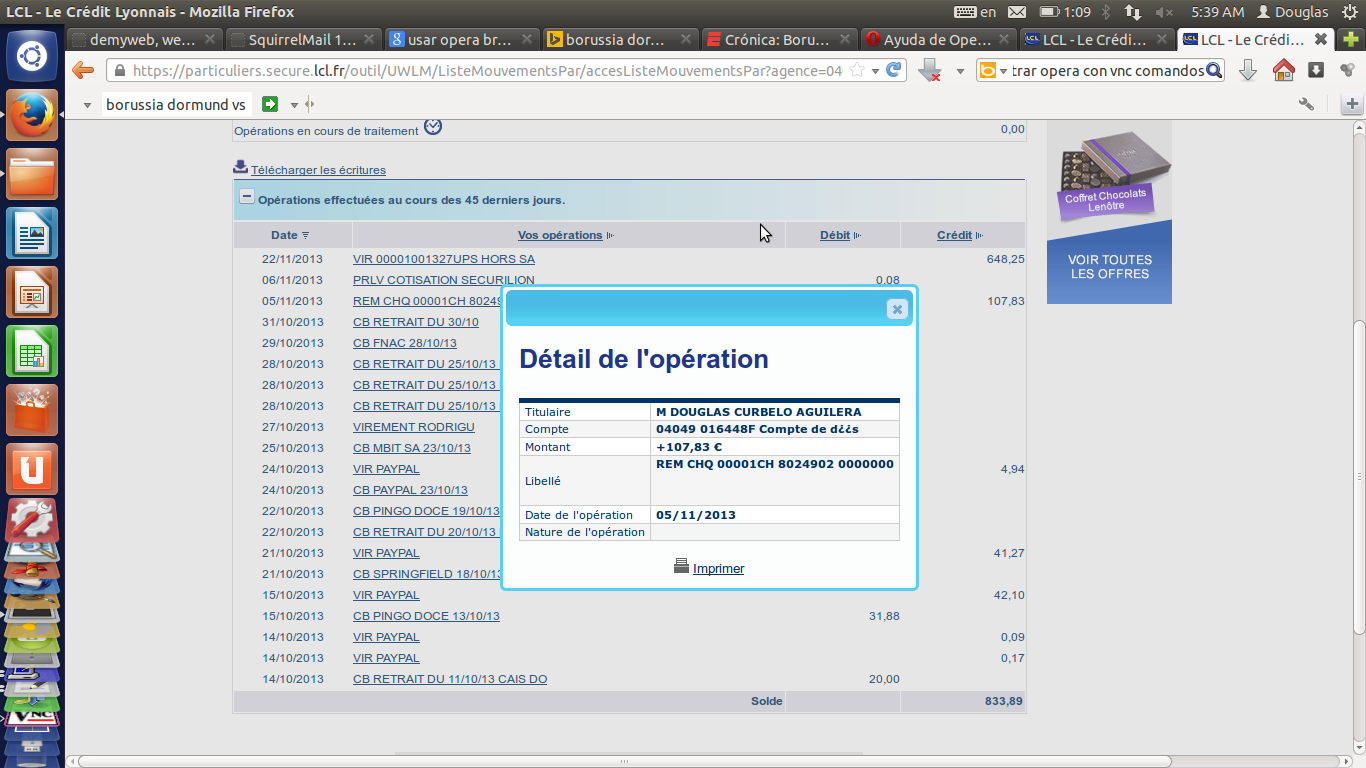 LCL - Le Crédit Lyonnais - Mozilla Firefox
en 1:09 5:39 AM Douglas
demyweb, we... SquirrelMail 1... usar opera br... borussia dor... Crónica: Boru... Ayuda de Ope... LCL - Le Crédi... LCL - Le Crédi...
https://particuliers.secure.lcl.fr/outil/UWLM/ListeMouvementsPar/accesListeMouvementsPar?agence=04
trar opera con vnc comandos
borussia dormund vs
Opérations en cours de traitement 0,00
Télécharger les écritures
Opérations effectuées au cours des 45 derniers jours.
Date Vos opérations Débit Crédit
22/11/2013 VIR 00001001327UPS HORS SA 648,25
06/11/2013 PRLV COTISATION SECURILION 0,08
05/11/2013 REM CHQ 00001CH 80249 107,83
31/10/2013 CB RETRAIT DU 30/10
29/10/2013 CB FNAC 28/10/13
28/10/2013 CB RETRAIT DU 25/10/13
28/10/2013 CB RETRAIT DU 25/10/13
28/10/2013 CB RETRAIT DU 25/10/13
27/10/2013 VIREMENT RODRIGU
25/10/2013 CB MBIT SA 23/10/13
24/10/2013 VIR PAYPAL 4,94
24/10/2013 CB PAYPAL 23/10/13
22/10/2013 CB PINGO DOCE 19/10/13
22/10/2013 CB RETRAIT DU 20/10/13
21/10/2013 VIR PAYPAL 41,27
21/10/2013 CB SPRINGFIELD 18/10/13
15/10/2013 VIR PAYPAL 42,10
15/10/2013 CB PINGO DOCE 13/10/13 31,88
14/10/2013 VIR PAYPAL 0,09
14/10/2013 VIR PAYPAL 0,17
14/10/2013 CB RETRAIT DU 11/10/13 CAIS DO 20,00
Solde 833,89
Détail de l'opération
Titulaire M DOUGLAS CURBELO AGUILERA
Compte 04049 016448F Compte de d¿¿s
Montant +107,83 €
Libellé REM CHQ 00001CH 8024902 0000000
Date de l'opération 05/11/2013
Nature de l'opération
Imprimer
Coffret Chocolats
Lenôtre
VOIR TOUTES
LES OFFRES
VNC